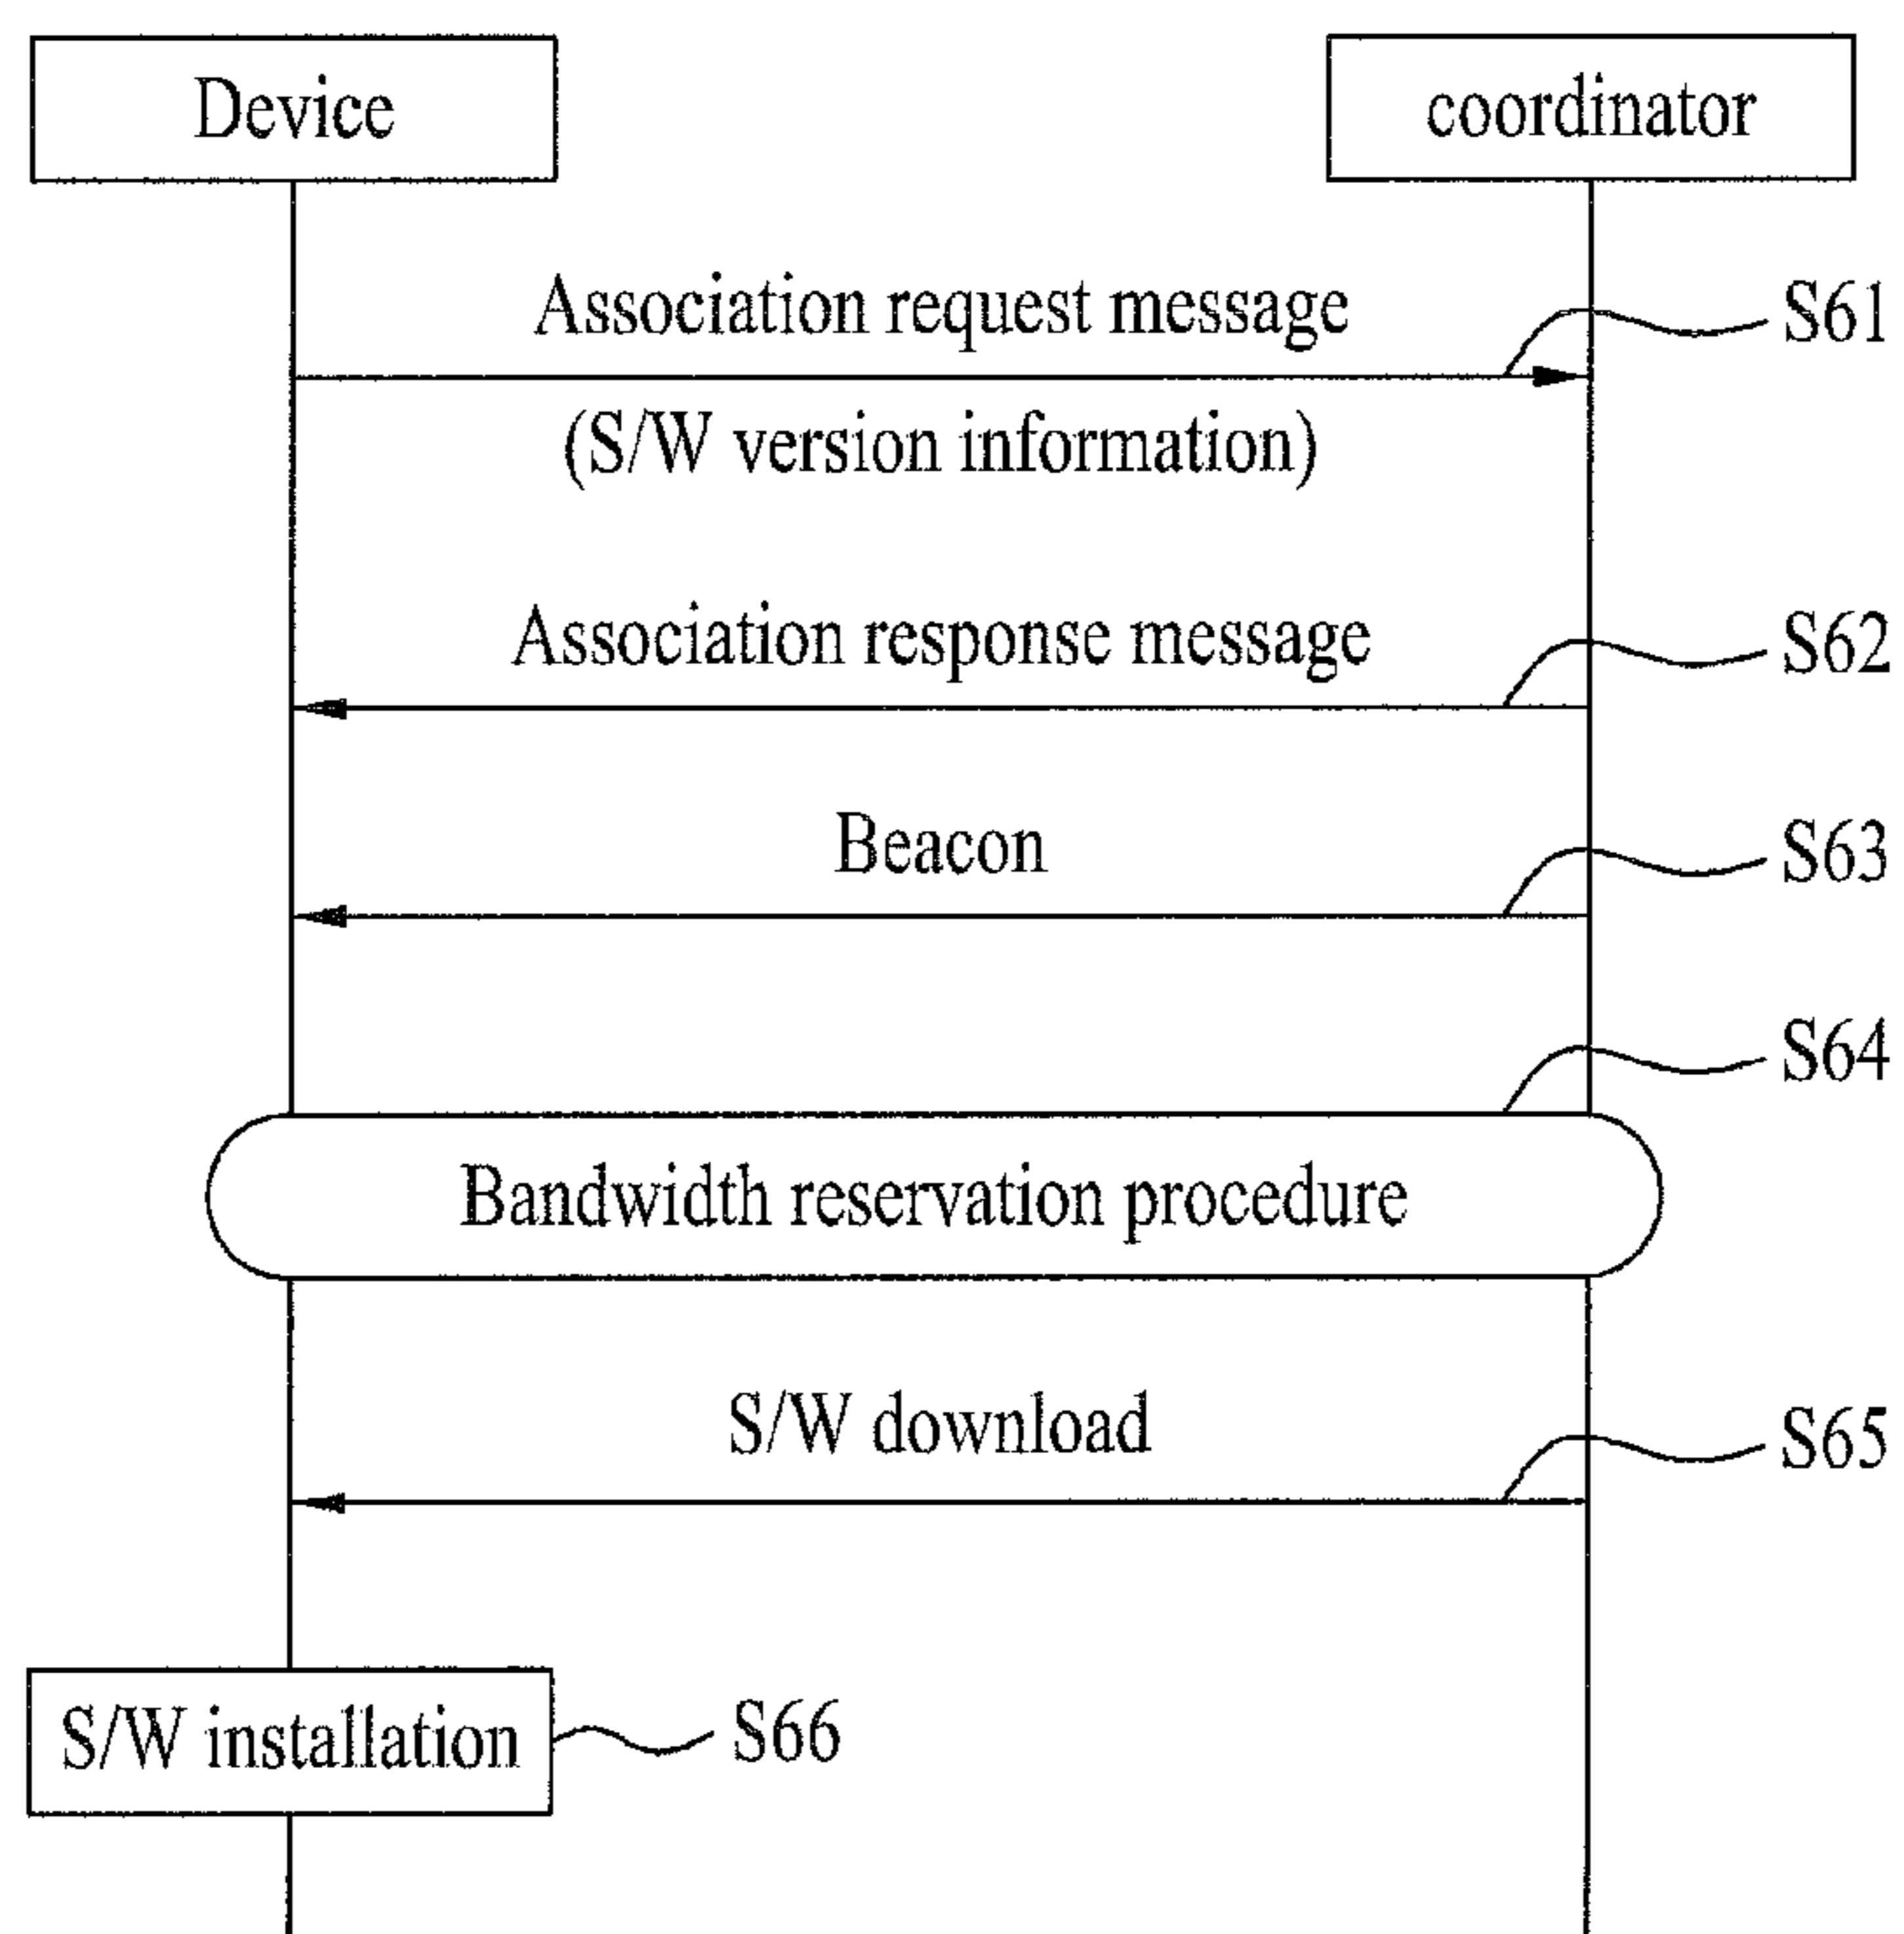 Device
coordinator
Association request message
S61
(S/W version information)
Association response message
S62
Beacon
S63
S64
Bandwidth reservation procedure
S/W download
S65
S/W installation
S66